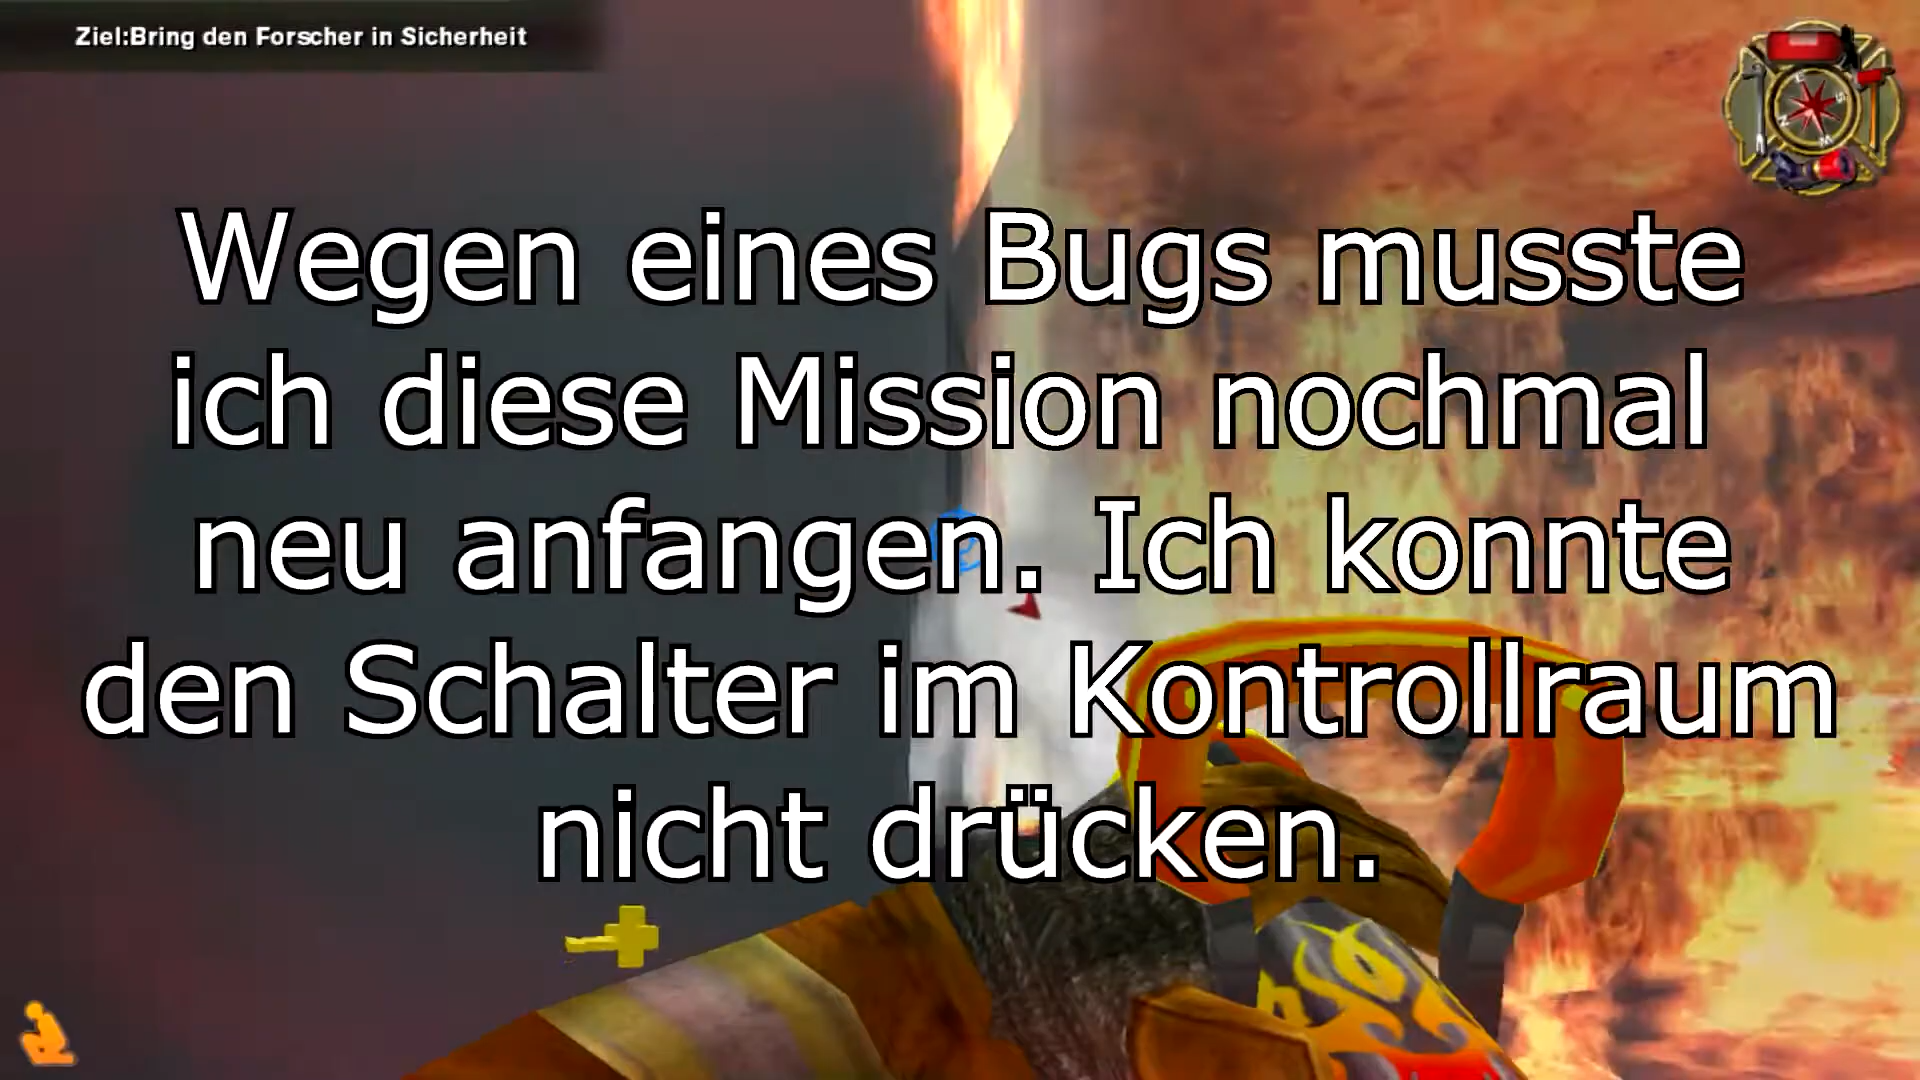 Ziel:Bring den Forscher in Sicherheit
Wegen eines Bugs musste
ich diese Mission nochmal
neu anfangen. Ich konnte
den Schalter im Kontrollraum
nicht drücken.